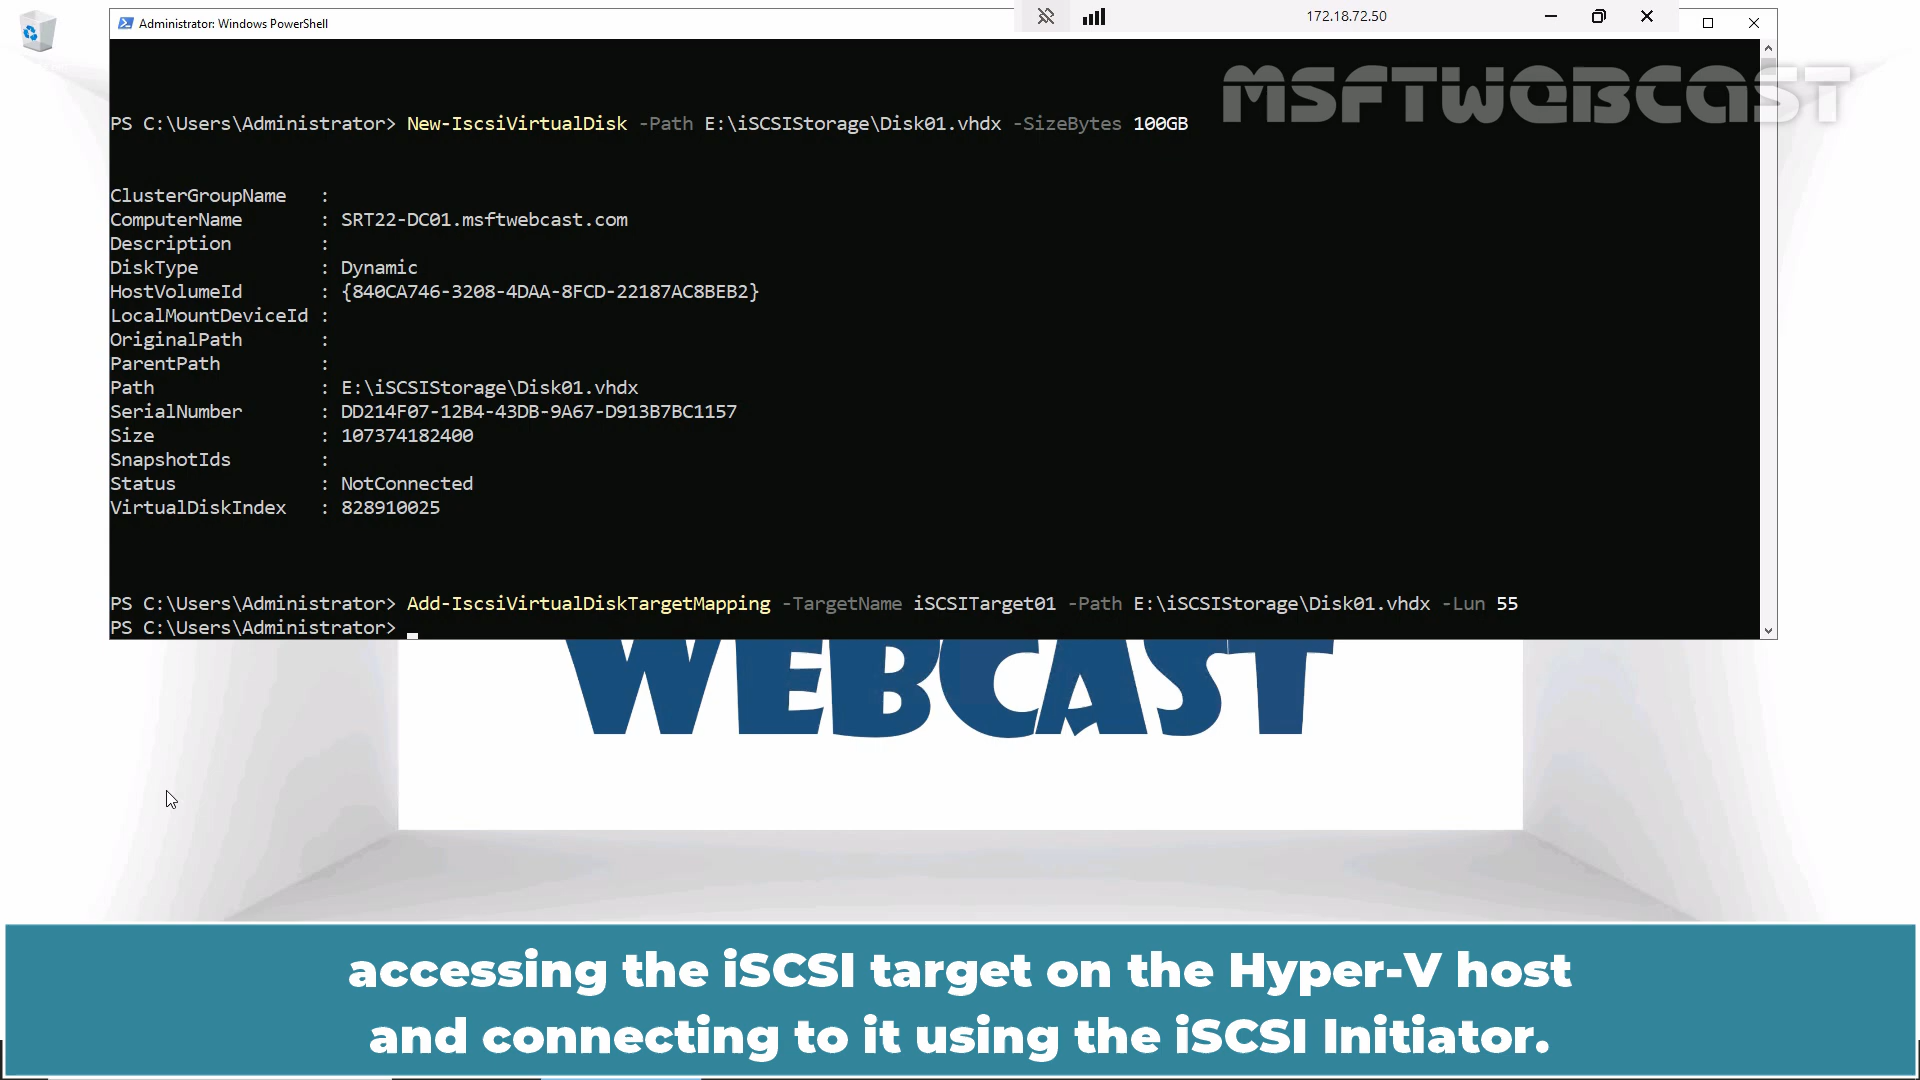 Administrator: Windows PowerShell
172.18.72.50
MSFTWEBCAST
PS C:\Users\Administrator> New-IscsiVirtualDisk -Path E:\iSCSIStorage\Disk01.vhdx -SizeBytes 100GB
ClusterGroupName   :
ComputerName       : SRT22-DC01.msftwebcast.com
Description        :
DiskType           : Dynamic
HostVolumeId       : {840CA746-3208-4DAA-8FCD-22187AC8BEB2}
LocalMountDeviceId :
OriginalPath       :
ParentPath         :
Path               : E:\iSCSIStorage\Disk01.vhdx
SerialNumber       : DD214F07-12B4-43DB-9A67-D913B7BC1157
Size               : 107374182400
SnapshotIds        :
Status             : NotConnected
VirtualDiskIndex   : 828910025
PS C:\Users\Administrator> Add-IscsiVirtualDiskTargetMapping -TargetName iSCSITarget01 -Path E:\iSCSIStorage\Disk01.vhdx -Lun 55
PS C:\Users\Administrator>
WEBCAST
accessing the iSCSI target on the Hyper-V host
and connecting to it using the iSCSI Initiator.